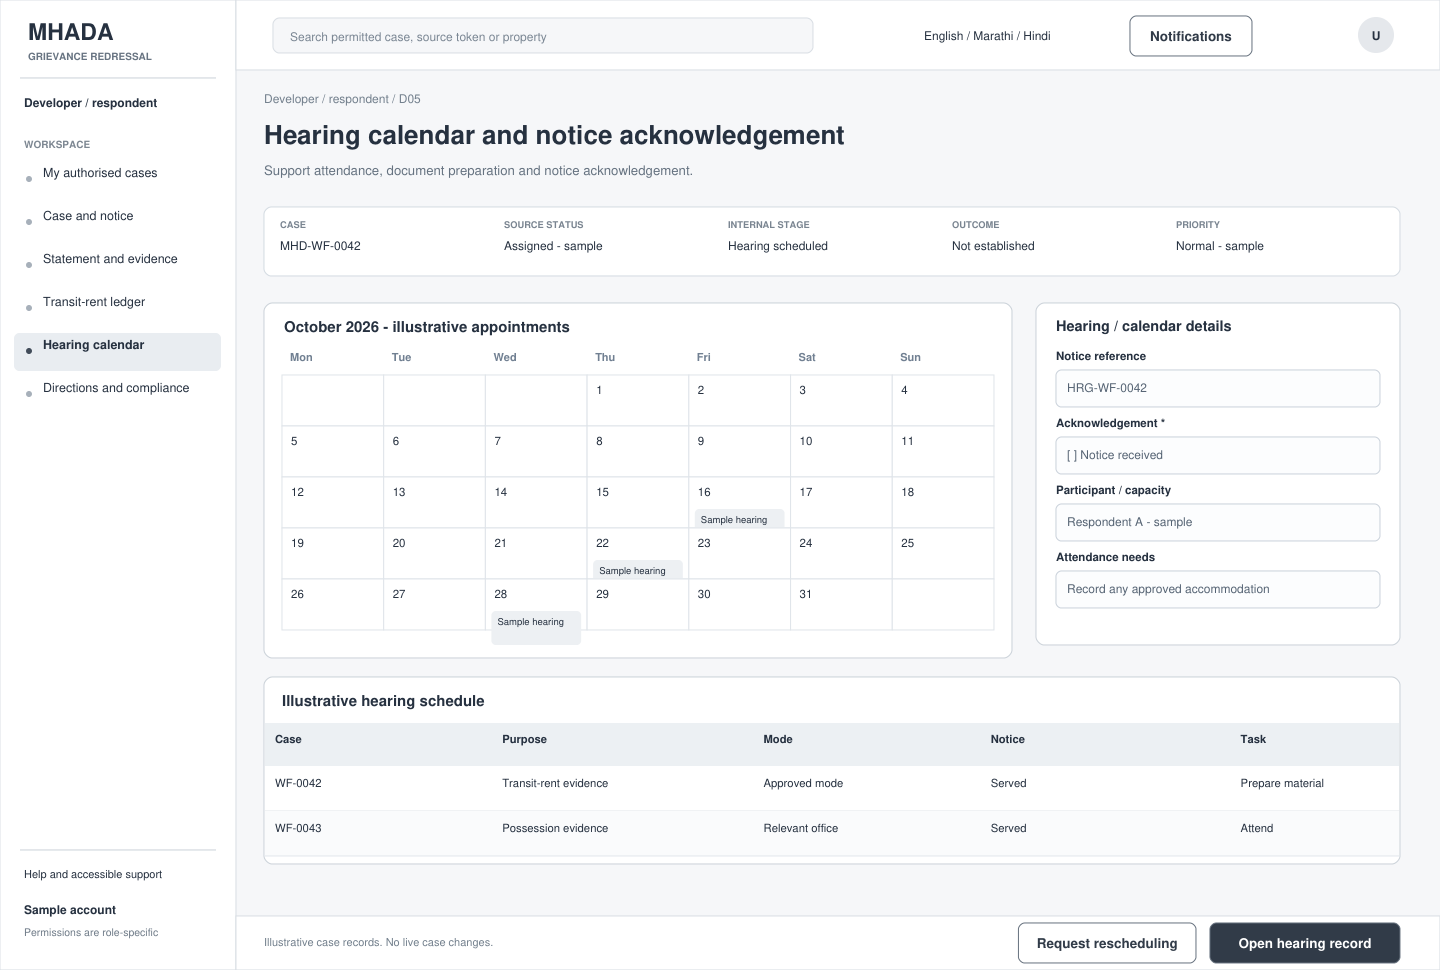 MHADA
GRIEVANCE REDRESSAL
Developer / respondent
WORKSPACE
My authorised cases
Case and notice
Statement and evidence
Transit-rent ledger
Hearing calendar
Directions and compliance
Help and accessible support
Sample account
Permissions are role-specific
Search permitted case, source token or property
English / Marathi / Hindi
Notifications
U
Developer / respondent / D05
Hearing calendar and notice acknowledgement
Support attendance, document preparation and notice acknowledgement.
CASE SOURCE STATUS INTERNAL STAGE OUTCOME PRIORITY
MHD-WF-0042 Assigned - sample Hearing scheduled Not established Normal - sample
October 2026 - illustrative appointments
Mon Tue Wed Thu Fri Sat Sun
1 2 3 4
5 6 7 8 9 10 11
12 13 14 15 16 17 18
Sample hearing
19 20 21 22 23 24 25
Sample hearing
26 27 28 29 30 31
Sample hearing
Hearing / calendar details
Notice reference
HRG-WF-0042
Acknowledgement *
[ ] Notice received
Participant / capacity
Respondent A - sample
Attendance needs
Record any approved accommodation
Illustrative hearing schedule
Case Purpose Mode Notice Task
WF-0042 Transit-rent evidence Approved mode Served Prepare material
WF-0043 Possession evidence Relevant office Served Attend
Illustrative case records. No live case changes.
Request rescheduling
Open hearing record